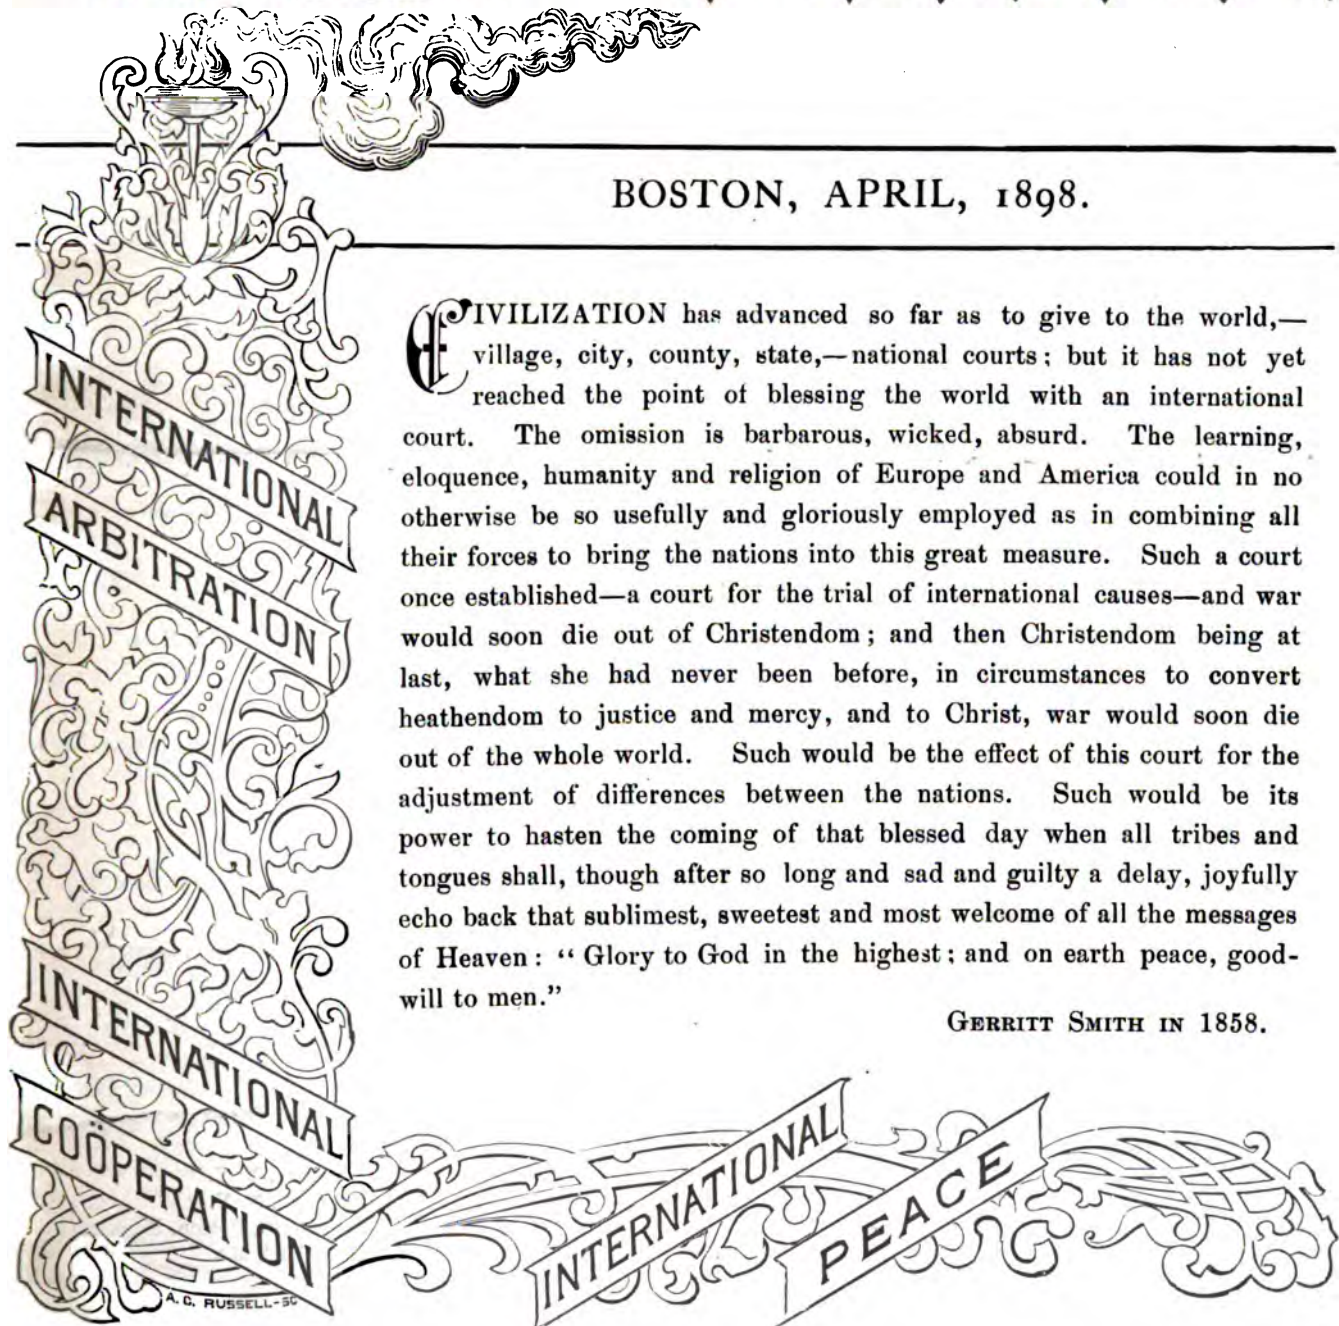 BOSTON, APRIL, 1898.
CIVILIZATION has advanced so far as to give to the world,—
village, city, county, state,—national courts; but it has not yet
reached the point of blessing the world with an international
court. The omission is barbarous, wicked, absurd. The learning,
eloquence, humanity and religion of Europe and America could in no
otherwise be so usefully and gloriously employed as in combining all
their forces to bring the nations into this great measure. Such a court
once established—a court for the trial of international causes—and war
would soon die out of Christendom; and then Christendom being at
last, what she had never been before, in circumstances to convert
heathendom to justice and mercy, and to Christ, war would soon die
out of the whole world. Such would be the effect of this court for the
adjustment of differences between the nations. Such would be its
power to hasten the coming of that blessed day when all tribes and
tongues shall, though after so long and sad and guilty a delay, joyfully
echo back that sublimest, sweetest and most welcome of all the messages
of Heaven: “Glory to God in the highest; and on earth peace, good-
will to men.”
GERRITT SMITH IN 1858.
INTERNATIONAL
ARBITRATION
INTERNATIONAL
COÖPERATION
INTERNATIONAL
PEACE
A. C. RUSSELL-SC